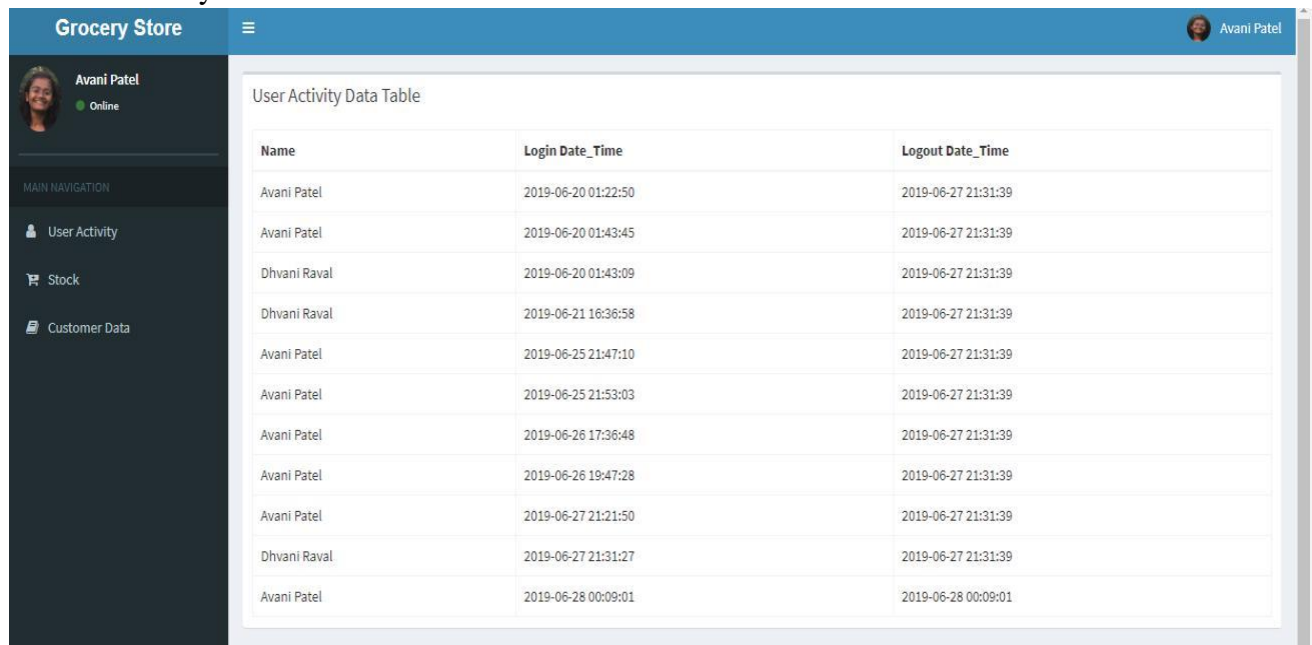 Grocery Store
Avani Patel
Avani Patel
Online
MAIN NAVIGATION
User Activity
Stock
Customer Data
User Activity Data Table
Name Login Date_Time Logout Date_Time
Avani Patel 2019-06-20 01:22:50 2019-06-27 21:31:39
Avani Patel 2019-06-20 01:43:45 2019-06-27 21:31:39
Dhvani Raval 2019-06-20 01:43:09 2019-06-27 21:31:39
Dhvani Raval 2019-06-21 16:36:58 2019-06-27 21:31:39
Avani Patel 2019-06-25 21:47:10 2019-06-27 21:31:39
Avani Patel 2019-06-25 21:53:03 2019-06-27 21:31:39
Avani Patel 2019-06-26 17:36:48 2019-06-27 21:31:39
Avani Patel 2019-06-26 19:47:28 2019-06-27 21:31:39
Avani Patel 2019-06-27 21:21:50 2019-06-27 21:31:39
Dhvani Raval 2019-06-27 21:31:27 2019-06-27 21:31:39
Avani Patel 2019-06-28 00:09:01 2019-06-28 00:09:01